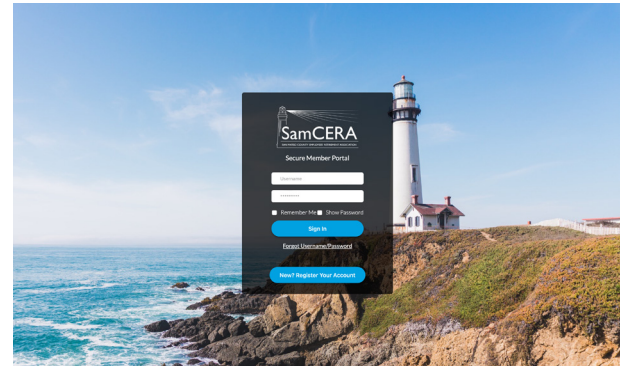 SamCERA
SAN MATEO COUNTY EMPLOYEES' RETIREMENT ASSOCIATION
Secure Member Portal
Username
Remember Me Show Password
Sign In
Forgot Username/Password
New? Register Your Account